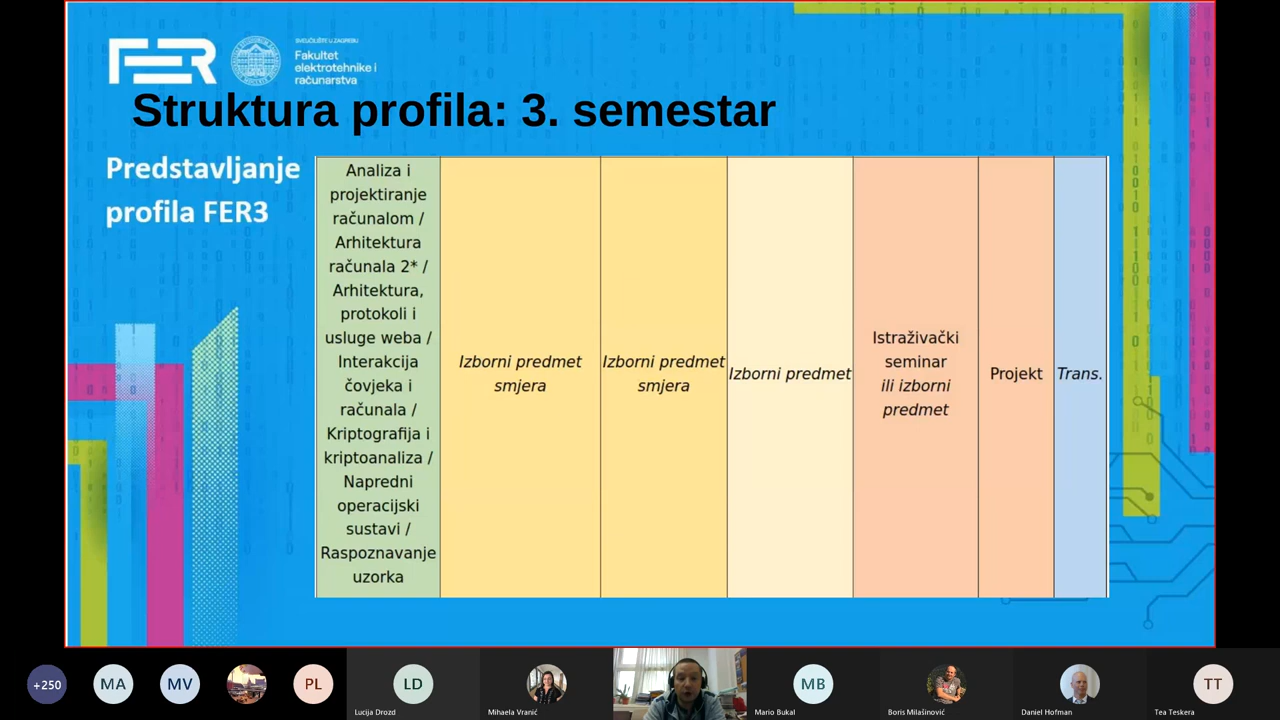 FER
SVEUČILIŠTE U ZAGREBU
Fakultet
elektrotehnike i
računarstva
Struktura profila: 3. semestar
Predstavljanje
profila FER3
Analiza i
projektiranje
računalom /
Arhitektura
računala 2* /
Arhitektura,
protokoli i
usluge weba /
Interakcija
čovjeka i
računala /
Kriptografija i
kriptoanaliza /
Napredni
operacijski
sustavi /
Raspoznavanje
uzorka
Izborni predmet
smjera
Izborni predmet
smjera
Izborni predmet
Istraživački
seminar
ili izborni
predmet
Projekt
Trans.
+250
MA
MV
PL
LD
Lucija Drozd
Mihaela Vranić
MB
Mario Bukal
Boris Milašinović
Daniel Hofman
TT
Tea Teskera